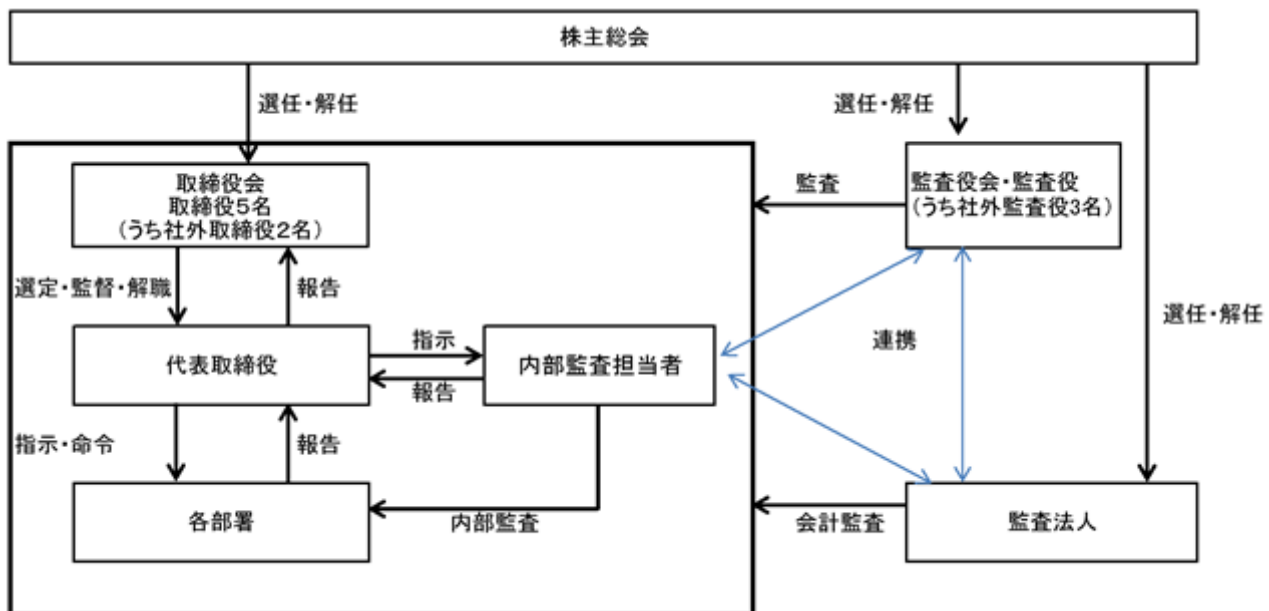 株主総会
選任・解任
選任・解任
取締役会
取締役5名
(うち社外取締役2名)
監査
監査役会・監査役
(うち社外監査役3名)
選定・監督・解職
報告
選任・解任
代表取締役
指示
報告
内部監査担当者
連携
指示・命令
報告
各部署
内部監査
会計監査
監査法人